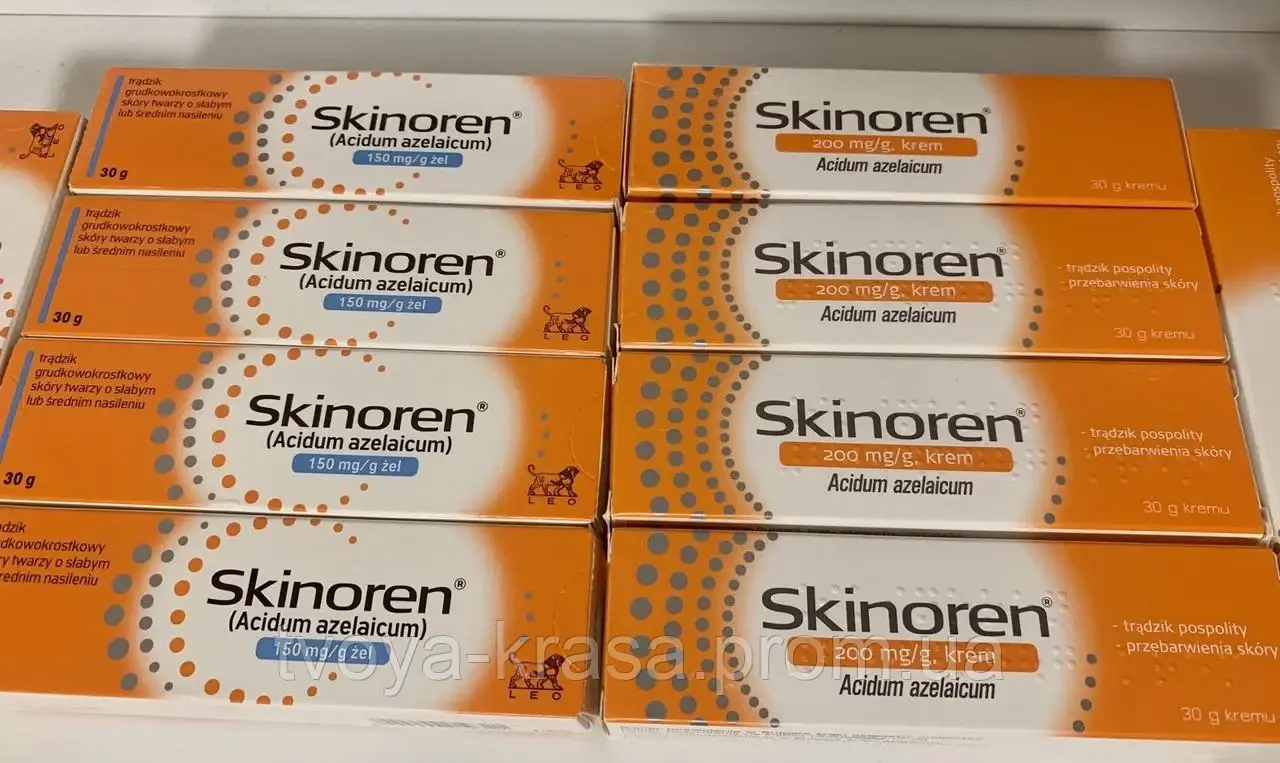 LEO
trądzik
grudkowokrostkowy
skóry twarzy o słabym
lub średnim nasileniu
30 g
Skinoren®
(Acidum azelaicum)
150 mg/g żel
LEO
Skinoren®
200 mg/g, krem
Acidum azelaicum
30 g kremu
trądzik
grudkowokrostkowy
skóry twarzy o słabym
lub średnim nasileniu
30 g
Skinoren®
(Acidum azelaicum)
150 mg/g żel
LEO
Skinoren®
200 mg/g, krem
Acidum azelaicum
- trądzik pospolity
- przebarwienia skóry
30 g kremu
trądzik
grudkowokrostkowy
skóry twarzy o słabym
lub średnim nasileniu
30 g
Skinoren®
(Acidum azelaicum)
150 mg/g żel
LEO
Skinoren®
200 mg/g, krem
Acidum azelaicum
- trądzik pospolity
- przebarwienia skóry
30 g kremu
dzik
dkowokrostkowy
ry twarzy o słabym
rednim nasileniu
Skinoren®
(Acidum azelaicum)
150 mg/g żel
LEO
Skinoren®
200 mg/g, krem
Acidum azelaicum
- trądzik pospolity
- przebarwienia skóry
30 g kremu
tvoya-krasa.prom.ua